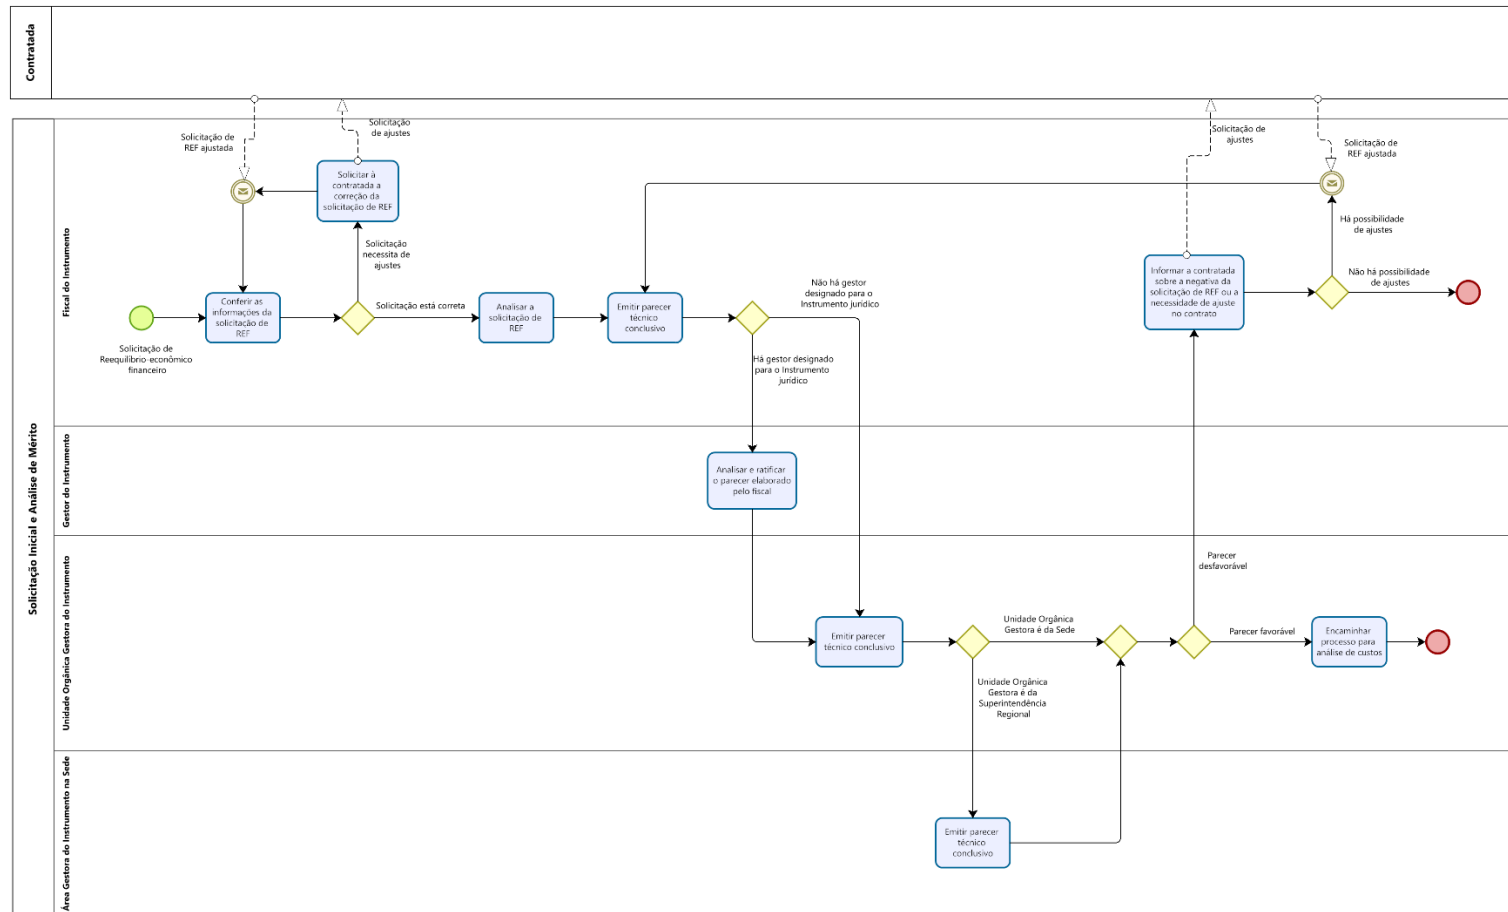 Contratada
Solicitação Inicial e Análise de Mérito
Fiscal do Instrumento
Solicitação de
REF ajustada
Solicitação
de ajustes
Solicitar à
contratada a
correção da
solicitação de REF
Solicitação
necessita de
ajustes
Solicitação de
Reequilíbrio-econômico
financeiro
Conferir as
informações da
solicitação de
REF
Solicitação está correta
Analisar a
solicitação de
REF
Emitir parecer
técnico
conclusivo
Não há gestor
designado para o
Instrumento jurídico
Há gestor designado
para o Instrumento
jurídico
Solicitação de
ajustes
Solicitação de
REF ajustada
Informar a contratada
sobre a negativa da
solicitação de REF ou a
necessidade de ajuste
no contrato
Há possibilidade
de ajustes
Não há possibilidade
de ajustes
Gestor do Instrumento
Analisar e ratificar
o parecer elaborado
pelo fiscal
Unidade Orgânica Gestora do Instrumento
Emitir parecer
técnico conclusivo
Unidade Orgânica
Gestora é da Sede
Unidade Orgânica
Gestora é da
Superintendência
Regional
Parecer
desfavorável
Parecer favorável
Encaminhar
processo para
análise de custos
Área Gestora do Instrumento na Sede
Emitir parecer
técnico
conclusivo